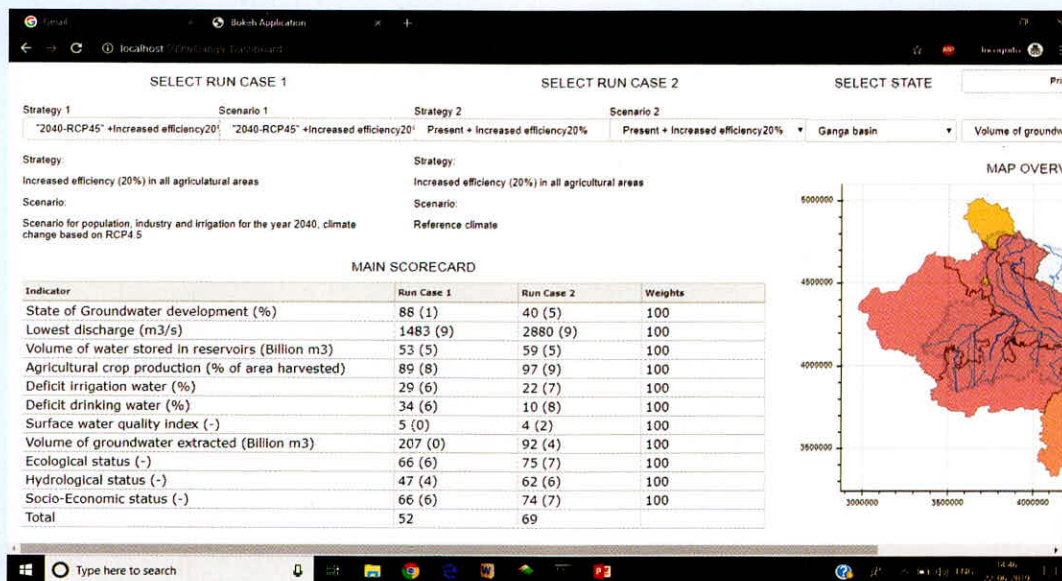 Gmail
Bokeh Application
localhost
SELECT RUN CASE 1
SELECT RUN CASE 2
SELECT STATE
Strategy 1
Scenario 1
Strategy 2
Scenario 2
"2040-RCP45" +Increased efficiency20
"2040-RCP45" +Increased efficiency20
Present + Increased efficiency20%
Present + Increased efficiency20%
Ganga basin
Volume of groundw
Strategy:
Increased efficiency (20%) in all agriculatural areas
Scenario:
Scenario for population, industry and irrigation for the year 2040, climate
change based on RCP4.5
Strategy:
Increased efficiency (20%) in all agricultural areas
Scenario:
Reference climate
MAP OVERV
5000000
4500000
4000000
3500000
3000000 3500000 4000000
MAIN SCORECARD
Indicator Run Case 1 Run Case 2 Weights
State of Groundwater development (%) 88 (1) 40 (5) 100
Lowest discharge (m3/s) 1483 (9) 2880 (9) 100
Volume of water stored in reservoirs (Billion m3) 53 (5) 59 (5) 100
Agricultural crop production (% of area harvested) 89 (8) 97 (9) 100
Deficit irrigation water (%) 29 (6) 22 (7) 100
Deficit drinking water (%) 34 (6) 10 (8) 100
Surface water quality index (-) 5 (0) 4 (2) 100
Volume of groundwater extracted (Billion m3) 207 (0) 92 (4) 100
Ecological status (-) 66 (6) 75 (7) 100
Hydrological status (-) 47 (4) 62 (6) 100
Socio-Economic status (-) 66 (6) 74 (7) 100
Total 52 69
Type here to search
14:46
22-06-2019